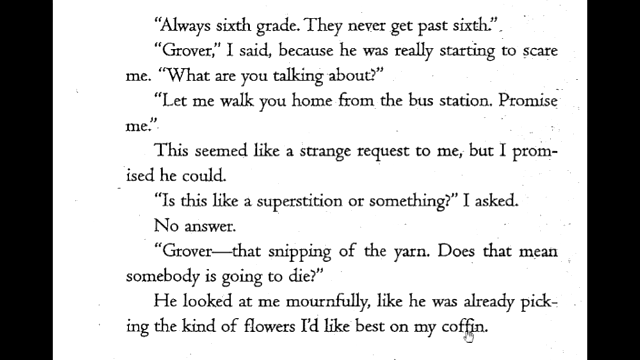 “Always sixth grade. They never get past sixth.”
“Grover,” I said, because he was really starting to scare
me. “What are you talking about?”
“Let me walk you home from the bus station. Promise
me.”
This seemed like a strange request to me, but I prom-
ised he could.
“Is this like a superstition or something?” I asked.
No answer.
“Grover—that snipping of the yarn. Does that mean
somebody is going to die?”
He looked at me mournfully, like he was already pick-
ing the kind of flowers I’d like best on my coffin.